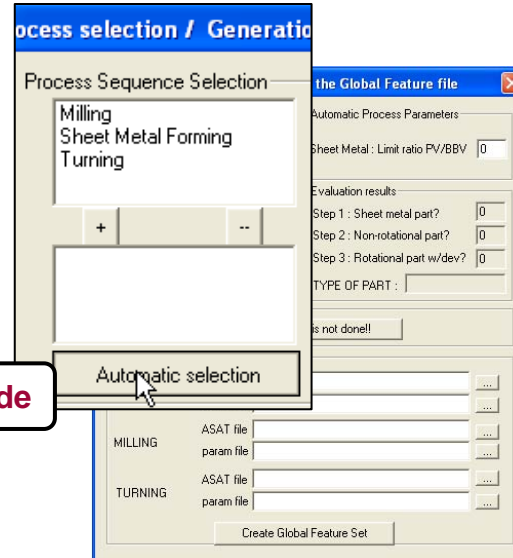 ocess selection / Generatio
Process Sequence Selection
Milling
Sheet Metal Forming
Turning
+ --
Automatic selection
de
the Global Feature file
Automatic Process Parameters
Sheet Metal : Limit ratio PV/BBV 0
Evaluation results
Step 1 : Sheet metal part? 0
Step 2 : Non-rotational part? 0
Step 3 : Rotational part w/dev? 0
TYPE OF PART :
is not done!!
...
...
MILLING
ASAT file ...
param file ...
TURNING
ASAT file ...
param file ...
Create Global Feature Set